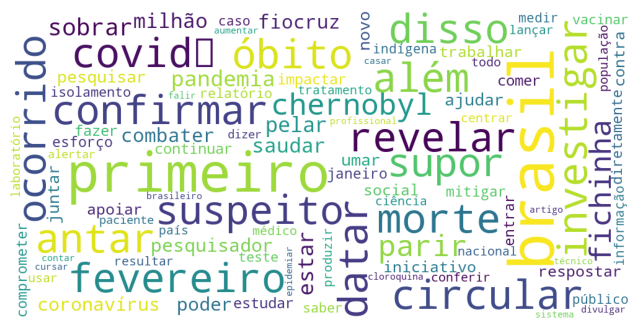 sobrar milhão caso fiocruz novo medir lançar vacinar
covid óbito disso indígena trabalhar todo contra
pesquisar pandemia impactar além comer população
isolamento falir relatório tratamento casar
ocorrido confirmar chernobyl ajudar brasil investigar
laboratório esforço combater saudar pelar revelar centrar
fazer continuar dizer umar janeiro supor fichinha
alertar primeiro social mitigar informação diretamente
juntar apoiar brasileiro suspeito datar morte entrar
paciente médico ciência artigo
antar pesquisador país teste estar produzir parir nacional técnico
comprometer contar resultar epidemiar iniciativo respostar
usar cursar fevereiro cloroquina conferir público
coronavírus poder estudar saber circular sistema divulgar
aumentar profissional